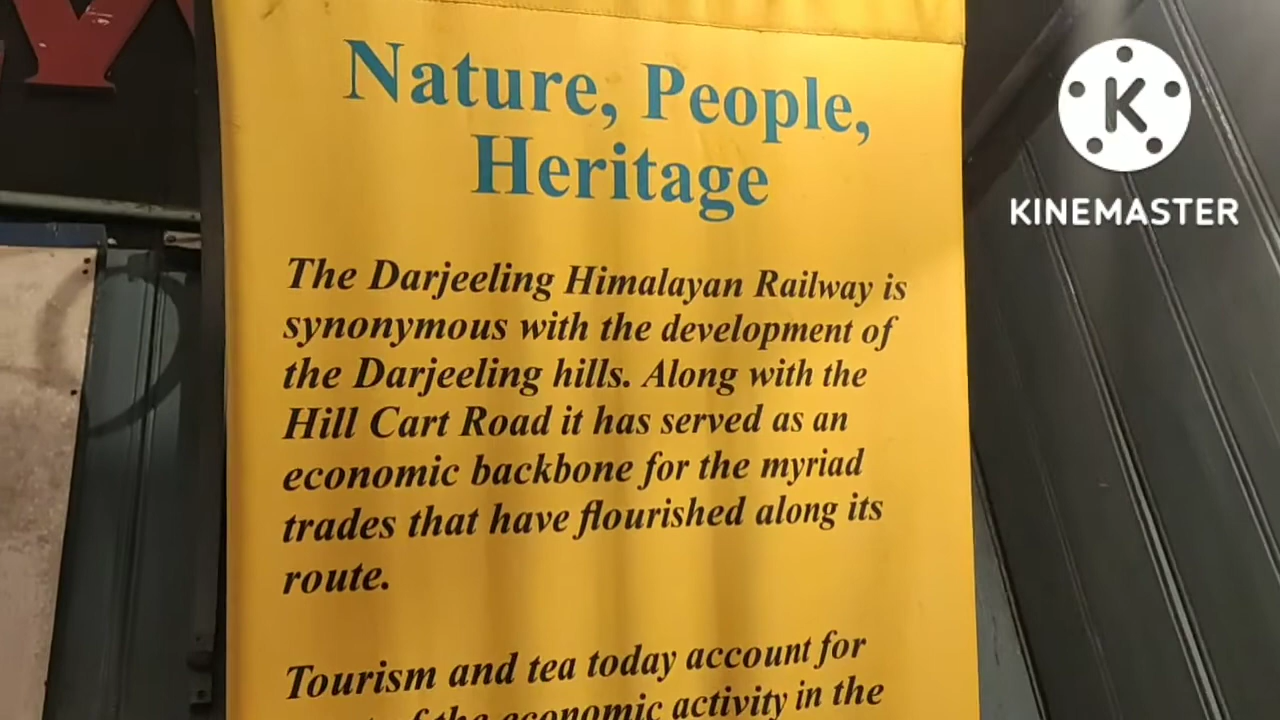 Nature, People,
Heritage
The Darjeeling Himalayan Railway is
synonymous with the development of
the Darjeeling hills. Along with the
Hill Cart Road it has served as an
economic backbone for the myriad
trades that have flourished along its
route.
Tourism and tea today account for
of the economic activity in the
K
KINEMASTER